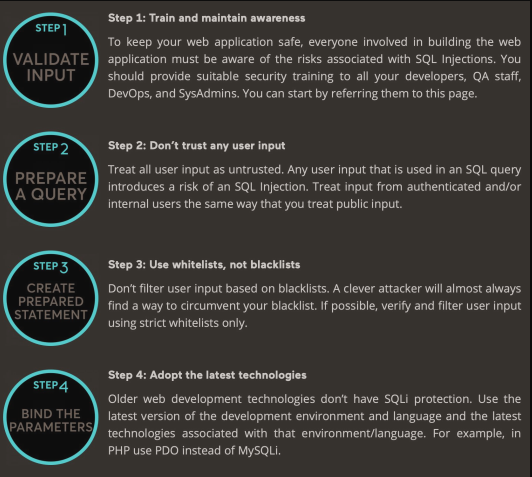 STEP 1
VALIDATE
INPUT
Step 1: Train and maintain awareness
To keep your web application safe, everyone involved in building the web
application must be aware of the risks associated with SQL Injections. You
should provide suitable security training to all your developers, QA staff,
DevOps, and SysAdmins. You can start by referring them to this page.
STEP 2
PREPARE
A QUERY
Step 2: Don’t trust any user input
Treat all user input as untrusted. Any user input that is used in an SQL query
introduces a risk of an SQL Injection. Treat input from authenticated and/or
internal users the same way that you treat public input.
STEP 3
CREATE
PREPARED
STATEMENT
Step 3: Use whitelists, not blacklists
Don’t filter user input based on blacklists. A clever attacker will almost always
find a way to circumvent your blacklist. If possible, verify and filter user input
using strict whitelists only.
STEP 4
BIND THE
PARAMETERS
Step 4: Adopt the latest technologies
Older web development technologies don’t have SQLi protection. Use the
latest version of the development environment and language and the latest
technologies associated with that environment/language. For example, in
PHP use PDO instead of MySQLi.